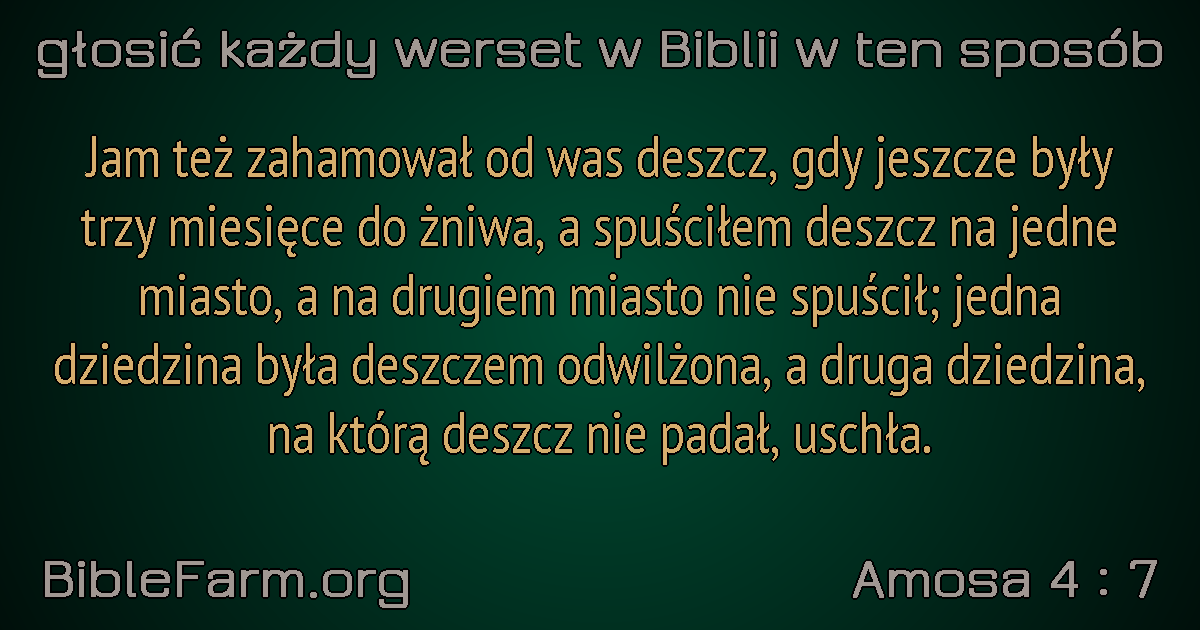 głosić każdy werset w Biblii w ten sposób
Jam też zahamował od was deszcz, gdy jeszcze były
trzy miesięce do żniwa, a spuściłem deszcz na jedne
miasto, a na drugiem miasto nie spuścił; jedna
dziedzina była deszczem odwilżona, a druga dziedzina,
na którą deszcz nie padał, uschła.
BibleFarm.org
Amosa 4 : 7